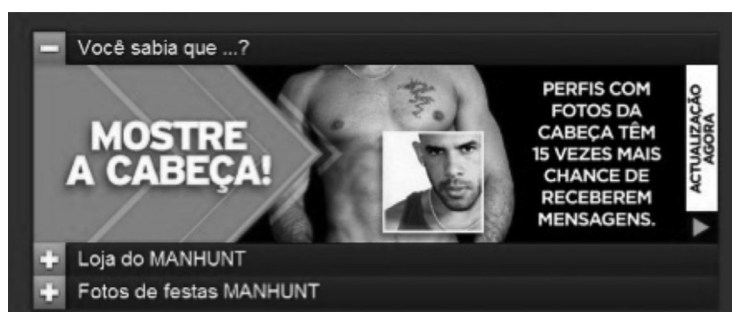 Você sabia que ...?
MOSTRE
A CABEÇA!
PERFIS COM
FOTOS DA
CABEÇA TÊM
15 VEZES MAIS
CHANCE DE
RECEBEREM
MENSAGENS.
ACTUALIZAÇÃO
AGORA
Loja do MANHUNT
Fotos de festas MANHUNT